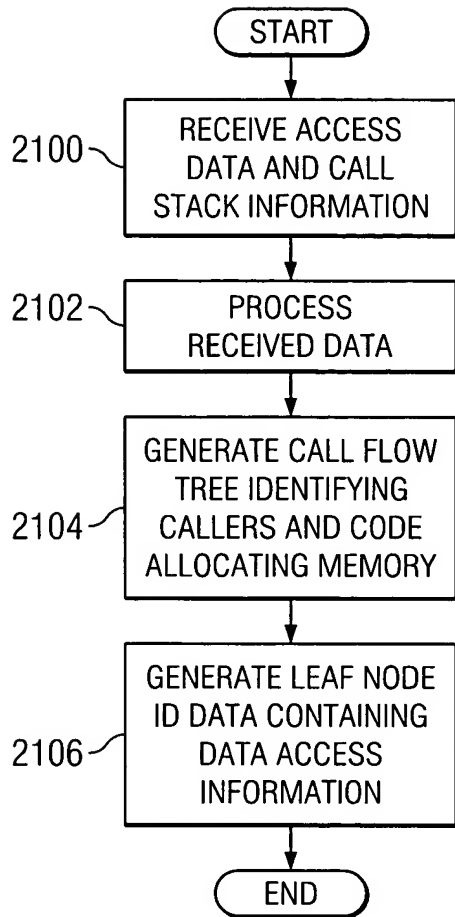 START
2100
RECEIVE ACCESS
DATA AND CALL
STACK INFORMATION
2102
PROCESS
RECEIVED DATA
2104
GENERATE CALL FLOW
TREE IDENTIFYING
CALLERS AND CODE
ALLOCATING MEMORY
2106
GENERATE LEAF NODE
ID DATA CONTAINING
DATA ACCESS
INFORMATION
END